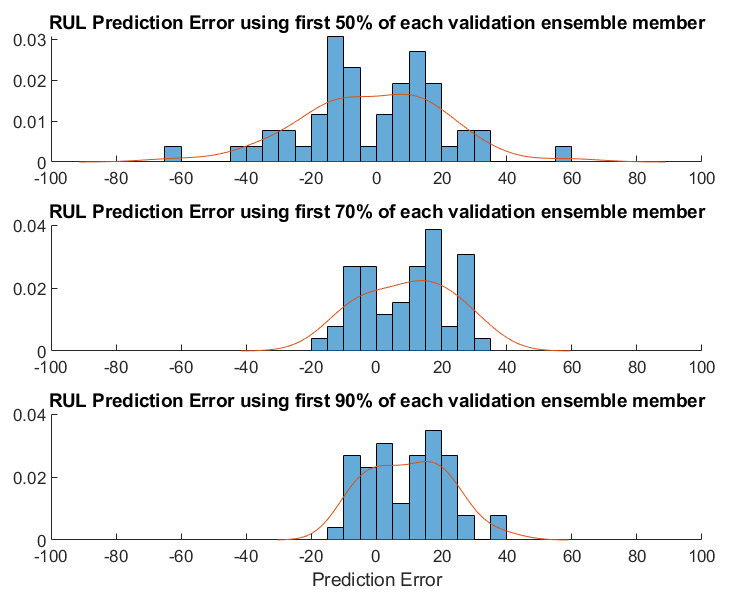 RUL Prediction Error using first 50% of each validation ensemble member
0.03
0.02
0.01
0
-100 -80 -60 -40 -20 0 20 40 60 80 100
RUL Prediction Error using first 70% of each validation ensemble member
0.04
0.02
0
-100 -80 -60 -40 -20 0 20 40 60 80 100
RUL Prediction Error using first 90% of each validation ensemble member
0.04
0.02
0
-100 -80 -60 -40 -20 0 20 40 60 80 100
Prediction Error